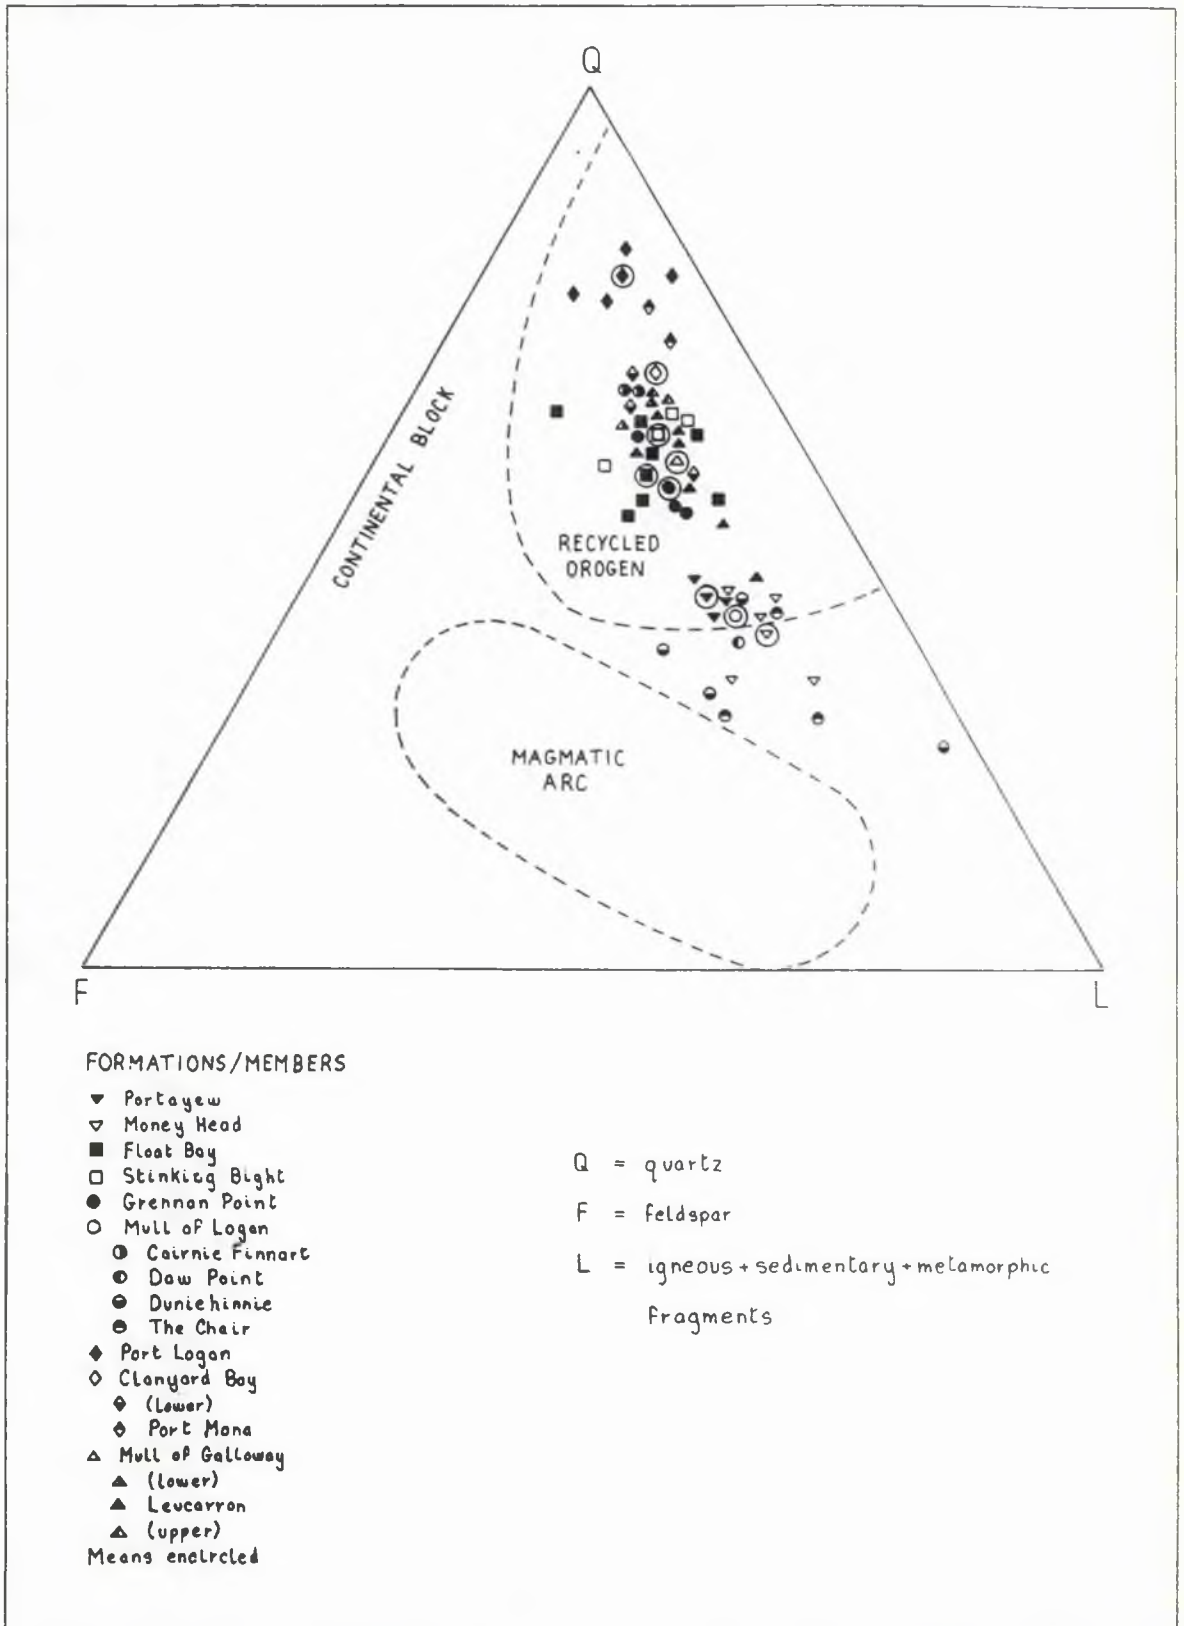 Q
CONTINENTAL BLOCK
RECYCLED
OROGEN
MAGMATIC
ARC
F
L
FORMATIONS/MEMBERS
Portayew
Money Head
Float Bay
Stinking Bight
Grennan Point
Mull of Logan
Cairnie Finnart
Daw Point
Duniehinnie
The Chair
Port Logan
Clanyard Bay
(Lower)
Port Mona
Mull of Galloway
(lower)
Leucarron
(upper)
Means encircled
Q = quartz
F = feldspar
L = igneous + sedimentary + metamorphic
fragments